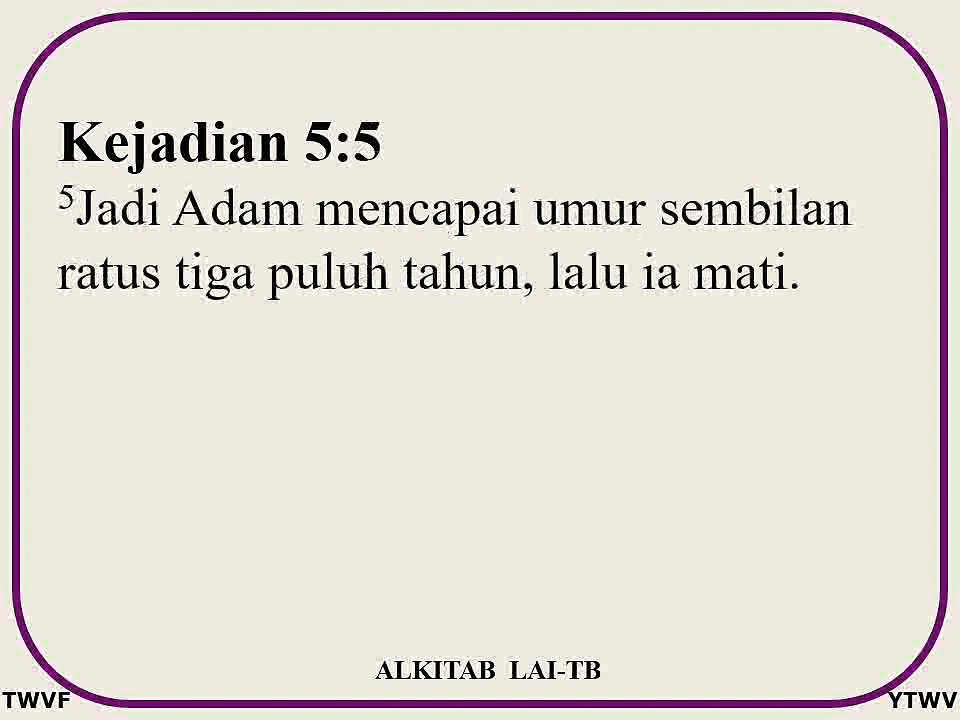 Kejadian 5:5
⁵Jadi Adam mencapai umur sembilan
ratus tiga puluh tahun, lalu ia mati.
ALKITAB LAI-TB
TWVF
YTWV